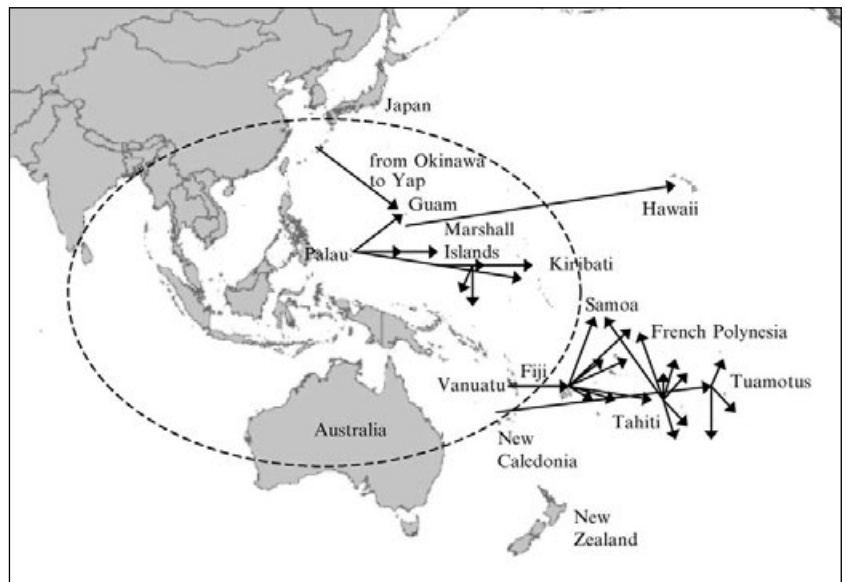 Japan
from Okinawa
to Yap
Guam
Hawaii
Marshall
Islands
Palau
Kiribati
Samoa
French Polynesia
Fiji
Vanuatu
Tuamotus
Tahiti
Australia
New
Caledonia
New
Zealand